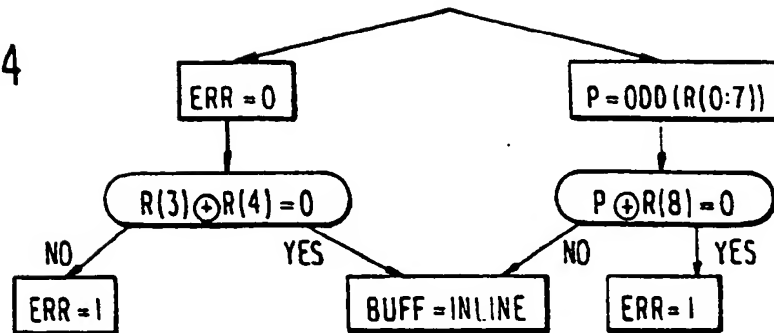 4
ERR = 0
P = ODD (R(0:7))
R(3) ⊕ R(4) = 0
P ⊕ R(8) = 0
NO
YES
NO
YES
ERR = 1
BUFF = INLINE
ERR = 1